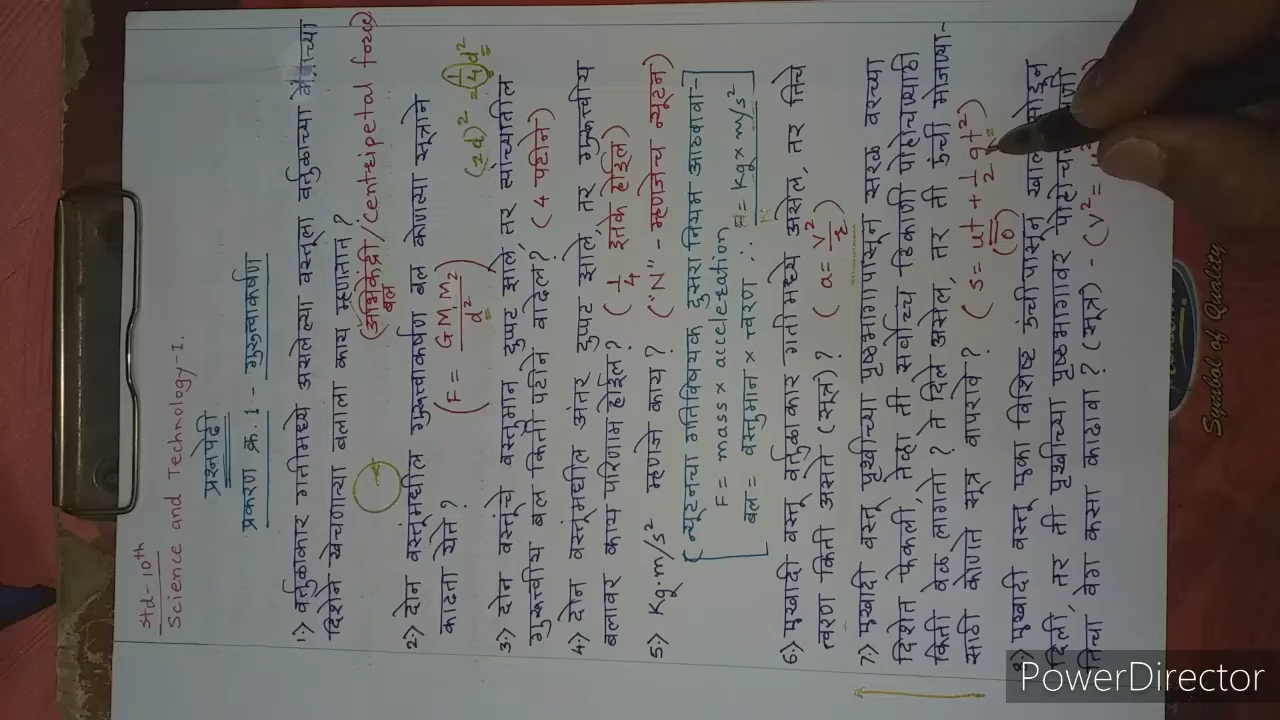 std-10th
Science and Technology-I.
प्रश्नपेढी
प्रकरण क्र. 1 - गुरुत्वाकर्षण
1:) वर्तुळाकार गतीमध्ये असलेल्या वस्तूला वर्तुळाच्या केंद्राच्या
दिशेने खेचणाऱ्या बलाला काय म्हणतात ?
(अभिकेंद्री/Centripetal force)
बल
2:) दोन वस्तूंमधील गुरुत्वाकर्षण बल कोणत्या सूत्राने
काढता येते ?
(F = G M₁ M₂ / d²)
(2d)² = 1/4 d²
3:) दोन वस्तूचे वस्तूमान दुपट झाले, तर त्यांच्यातील
गुरुत्वीय बल किती पटीने वाढेल? (4 पटीने)
4:) दोन वस्तूंमधील अंतर दुपट झाले तर गुरुत्वीय
बलावर काय परिणाम होईल? (1/4 इतके होईल)
5:) Kg.m/s² म्हणजे काय ? ("N" - म्हणजेच न्यूटन)
(न्यूटनचा गतिविषयक दुसरा नियम आठवावा-
F = mass x acceleration
बल = वस्तुमान x त्वरण : = Kg x m/s²
6:) एखादी वस्तू वर्तुळाकार गतीमध्ये असेल, तर तिचे
त्वरण किती असते (सूत्र)? (a = v²/r)
7:) एखादी वस्तू पृथ्वीच्या पृष्ठभागापासून सरळ वरच्या
दिशेत फेकली, तेव्हा ती सर्वोच्च ठिकाणी पोहोचण्यासाठी
किती वेळ लागतो ? ते दिले असेल, तर ती उंची मोजण्या-
साठी कोणते सूत्र वापरावे ? (s = ut + 1/2 gt²)
(0)
8:) एखादी वस्तू एका विशिष्ट उंचीपासून खाली सोडून
दिली, तर ती पृथ्वीच्या पृष्ठभागावर
तिचा वेग कसा काढावा ? (सूत्र) - (v² =
Symbol of Quality
PowerDirector